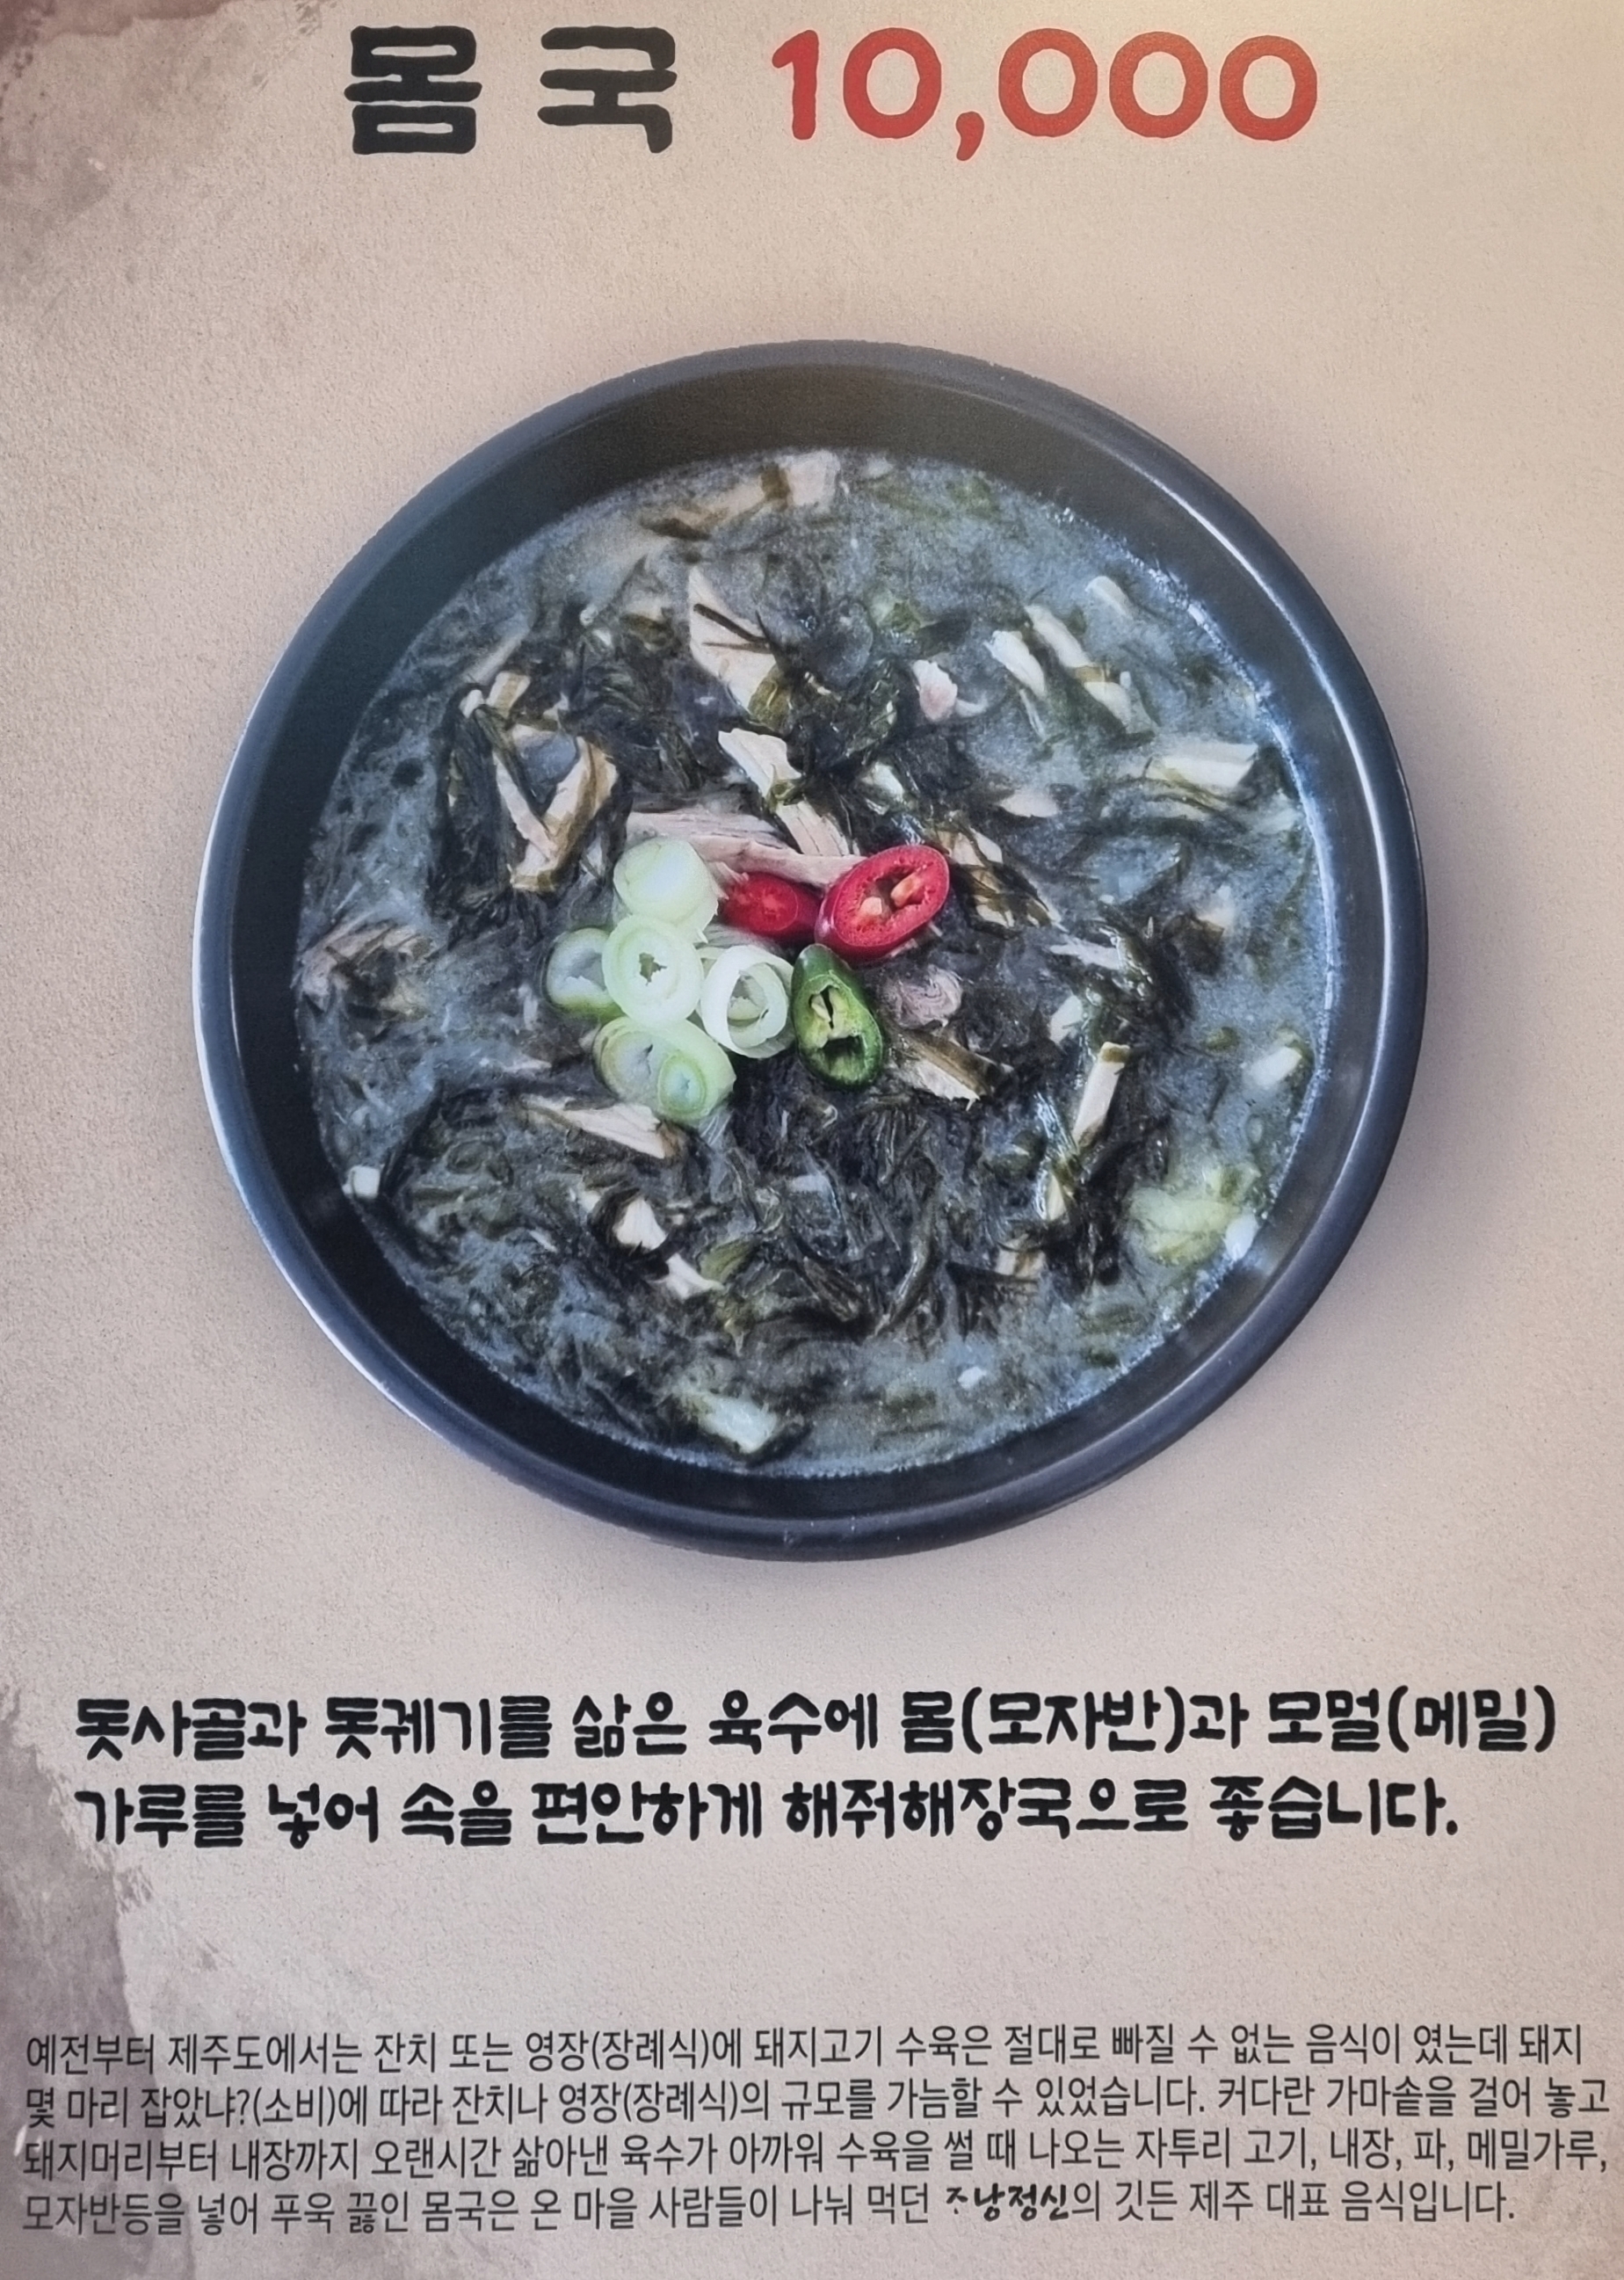 몸국 10,000
돗사골과 돗궤기를 삶은 육수에 몸(모자반)과 모멀(메밀)
가루를 넣어 속을 편안하게 해줘해장국으로 좋습니다.
예전부터 제주도에서는 잔치 또는 영장(장례식)에 돼지고기 수육은 절대로 빠질 수 없는 음식이 였는데 돼지
몇 마리 잡았냐?(소비)에 따라 잔치나 영장(장례식)의 규모를 가늠할 수 있었습니다. 커다란 가마솥을 걸어 놓고
돼지머리부터 내장까지 오랜시간 삶아낸 육수가 아까워 수육을 썰 때 나오는 자투리 고기, 내장, 파, 메밀가루,
모자반등을 넣어 푸욱 끓인 몸국은 온 마을 사람들이 나눠 먹던 ᄌᆞ냥정신의 깃든 제주 대표 음식입니다.